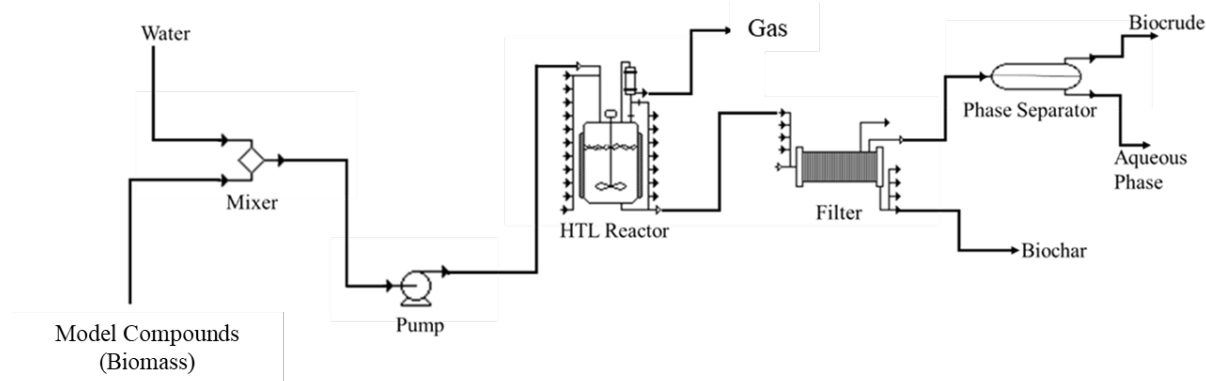 Water
Mixer
Model Compounds
(Biomass)
Pump
HTL Reactor
Gas
Filter
Biochar
Phase Separator
Biocrude
Aqueous
Phase